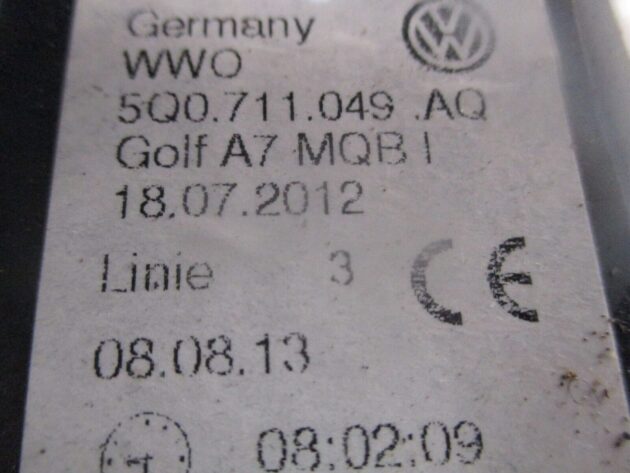 Germany
WWO
5Q0.711.049 .AQ
Golf A7 MQB I
18.07.2012
Linie 3 CE
08.08.13
08:02:09